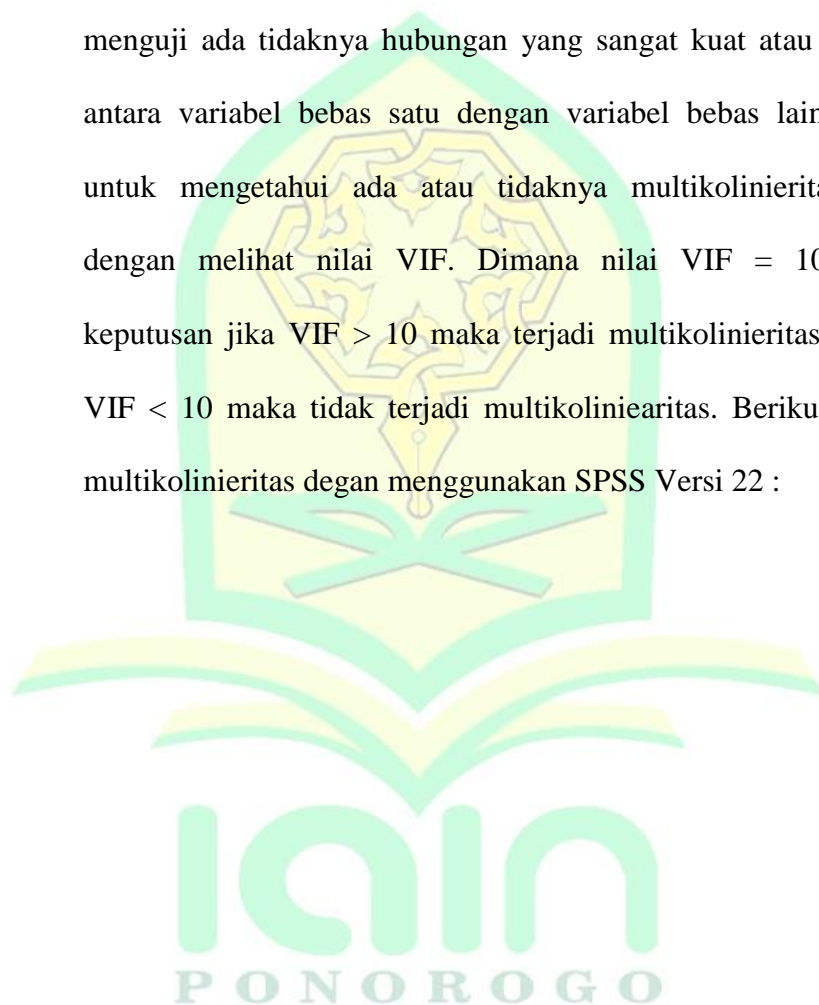 menguji ada tidaknya hubungan yang sangat kuat atau
antara variabel bebas satu dengan variabel bebas lain
untuk mengetahui ada atau tidaknya multikolinierita
dengan melihat nilai VIF. Dimana nilai VIF = 10
keputusan jika VIF > 10 maka terjadi multikolinieritas
VIF < 10 maka tidak terjadi multikoliniearitas. Beriku
multikolinieritas degan menggunakan SPSS Versi 22 :
iain
PONOROGO